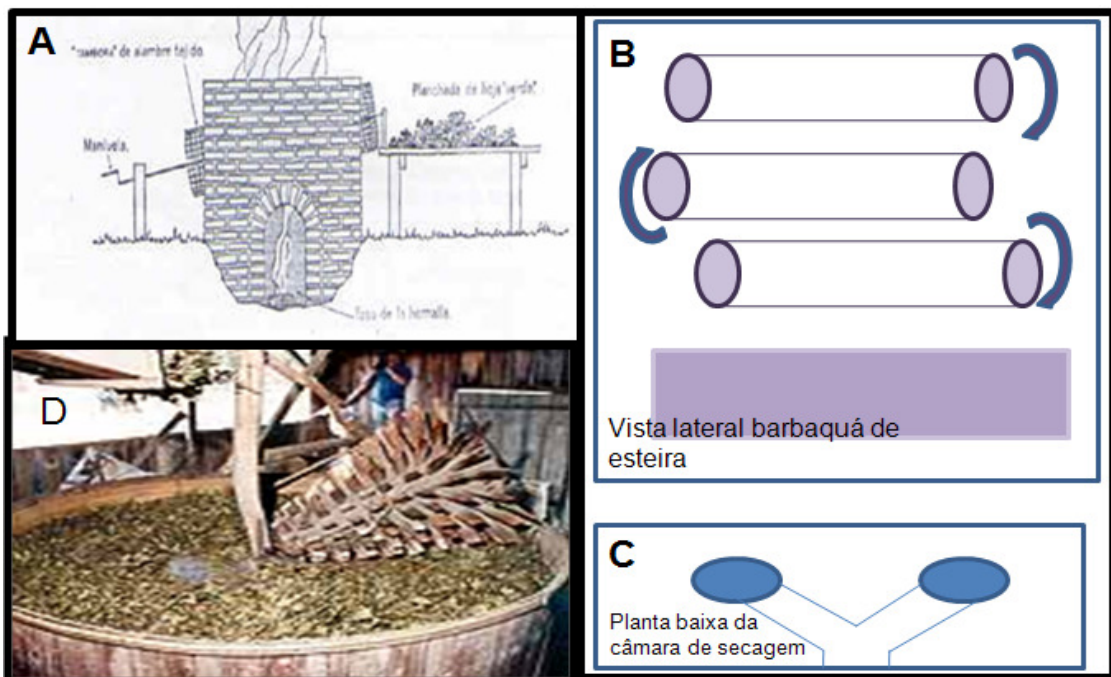 A
"TAMBORA" de alambre tejido.
Planchada de hoja "verde".
Manivela.
Fosa de la hornalla.
B
Vista lateral barbaquá de
esteira
C
Planta baixa da
câmara de secagem
D